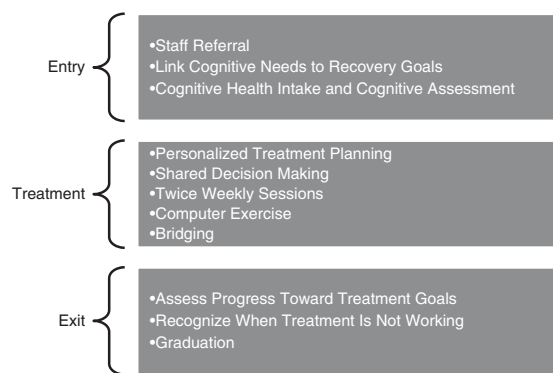 Entry
•Staff Referral
•Link Cognitive Needs to Recovery Goals
•Cognitive Health Intake and Cognitive Assessment
Treatment
•Personalized Treatment Planning
•Shared Decision Making
•Twice Weekly Sessions
•Computer Exercise
•Bridging
Exit
•Assess Progress Toward Treatment Goals
•Recognize When Treatment Is Not Working
•Graduation